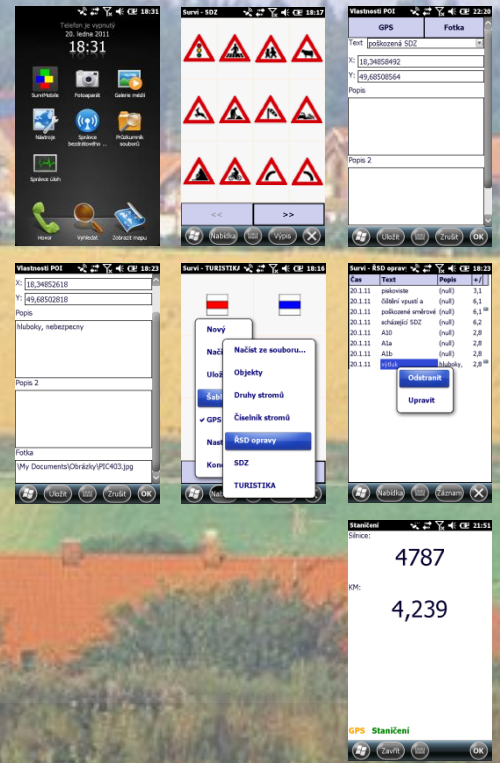 18:31
Telefon je vypnutý
20. ledna 2011
18:31
SurviMobile
Fotoaparát
Galerie médií
Nástroje
Správce bezdrátového ...
Průzkumník souborů
Správce úloh
Hovor
Vyhledat
Zobrazit mapu
Survi - SDZ
18:17
<<
>>
Nabídka
Výpis
Vlastnosti POI
22:20
GPS
Fotka
Text
poškozená SDZ
X:
18,34858492
Y:
49,68508564
Popis
Popis 2
Uložit
Zrušit
OK
Vlastnosti POI
18:23
X:
18,34852618
Y:
49,68502818
Popis
hluboky, nebezpecny
Popis 2
Fotka
\My Documents\Obrázky\PIC403.jpg
Uložit
Zrušit
OK
Survi - TURISTIKA
18:16
Nový
Načí
Ulož
Šabl
GPS
Nast
Kone
Načíst ze souboru...
Objekty
Druhy stromů
Číselník stromů
ŘSD opravy
SDZ
TURISTIKA
Survi - ŘSD opravy
18:23
Čas Text Popis +/
20.1.11 piskoviste (null) 3,1
20.1.11 čištění vpustí a (null) 6,1
20.1.11 poškozené směrové (null) 6,1
20.1.11 scházející SDZ (null) 6,2
20.1.11 A10 (null) 2,8
20.1.11 A1a (null) 2,8
20.1.11 A1b (null) 2,8
20.1.11 výtluk hluboky, 2,8
Odstranit
Upravit
Nabídka
Záznam
Staničení
21:51
Silnice:
4787
KM:
4,239
GPS Staničení
Zavřít
OK